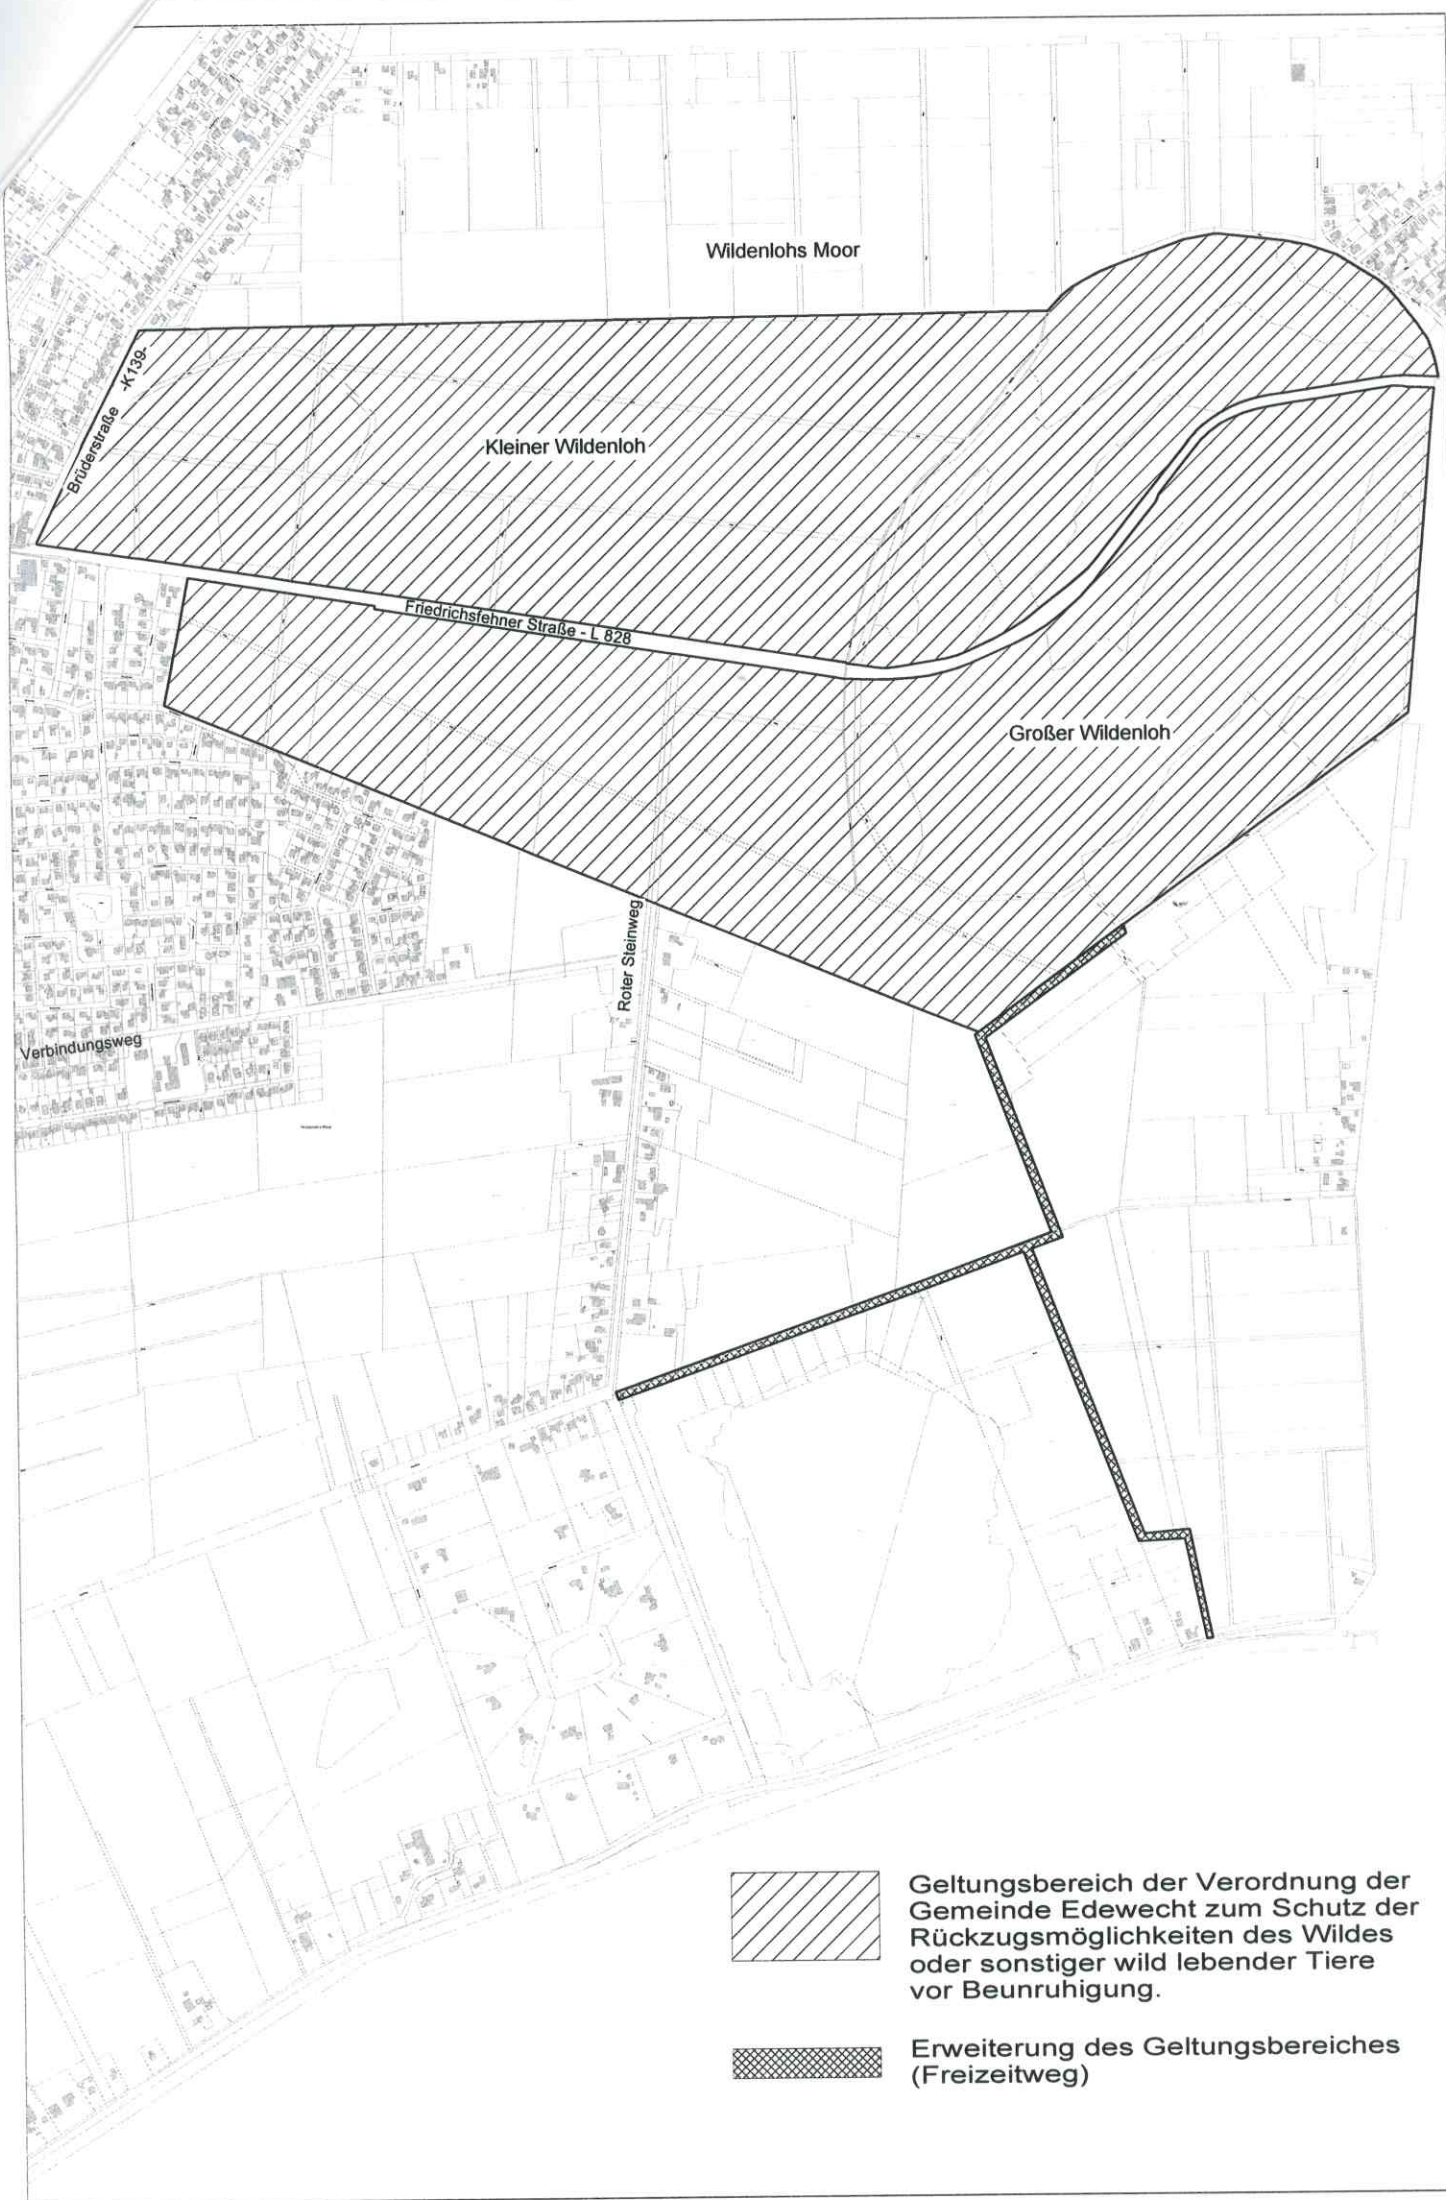 Wildenlohs Moor
Brüderstraße -K139-
Kleiner Wildenloh
Friedrichsfehner Straße - L 828
Großer Wildenloh
Roter Steinweg
Verbindungsweg
Geltungsbereich der Verordnung der
Gemeinde Edewecht zum Schutz der
Rückzugsmöglichkeiten des Wildes
oder sonstiger wild lebender Tiere
vor Beunruhigung.
Erweiterung des Geltungsbereiches
(Freizeitweg)